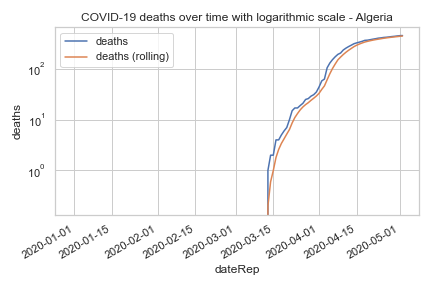 COVID-19 deaths over time with logarithmic scale - Algeria
deaths
deaths (rolling)
10²
10¹
10⁰
deaths
2020-01-01
2020-01-15
2020-02-01
2020-02-15
2020-03-01
2020-03-15
2020-04-01
2020-04-15
2020-05-01
dateRep